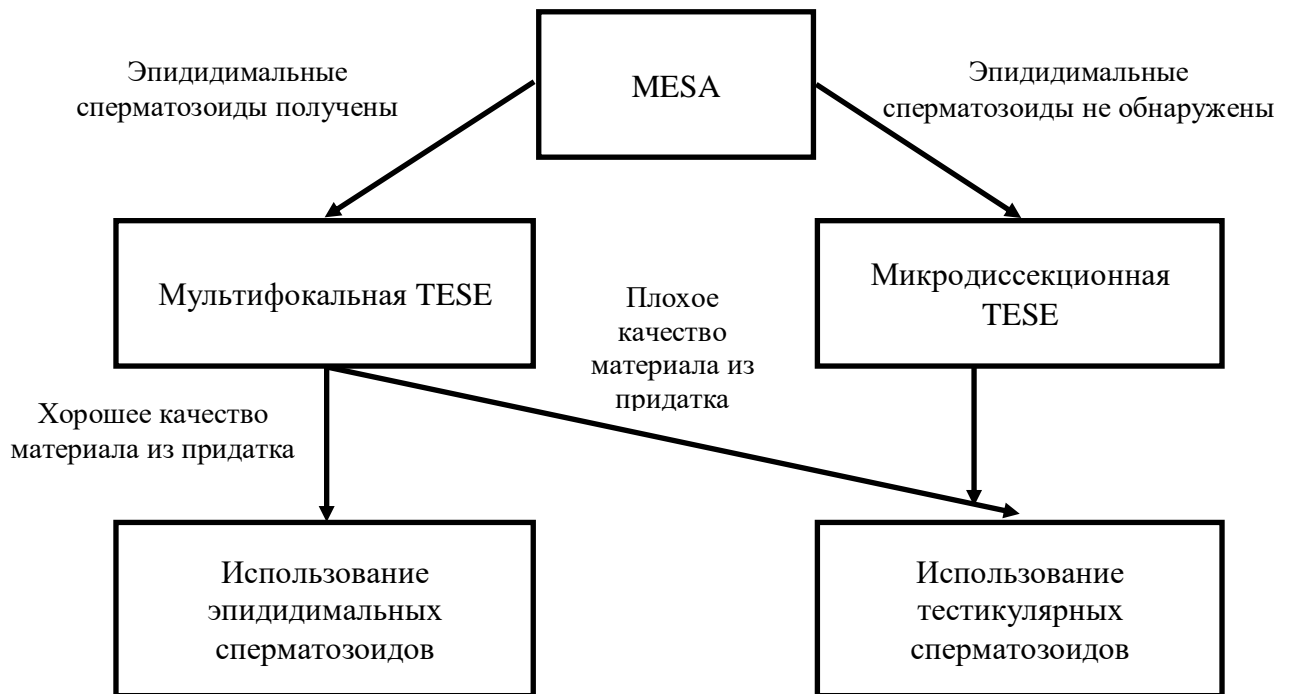 MESA
Эпидидимальные
сперматозоиды получены
Эпидидимальные
сперматозоиды не обнаружены
Мультифокальная TESE
Микродиссекционная
TESE
Плохое
качество
материала из
придатка
Хорошее качество
материала из придатка
Использование
эпидидимальных
сперматозоидов
Использование
тестикулярных
сперматозоидов